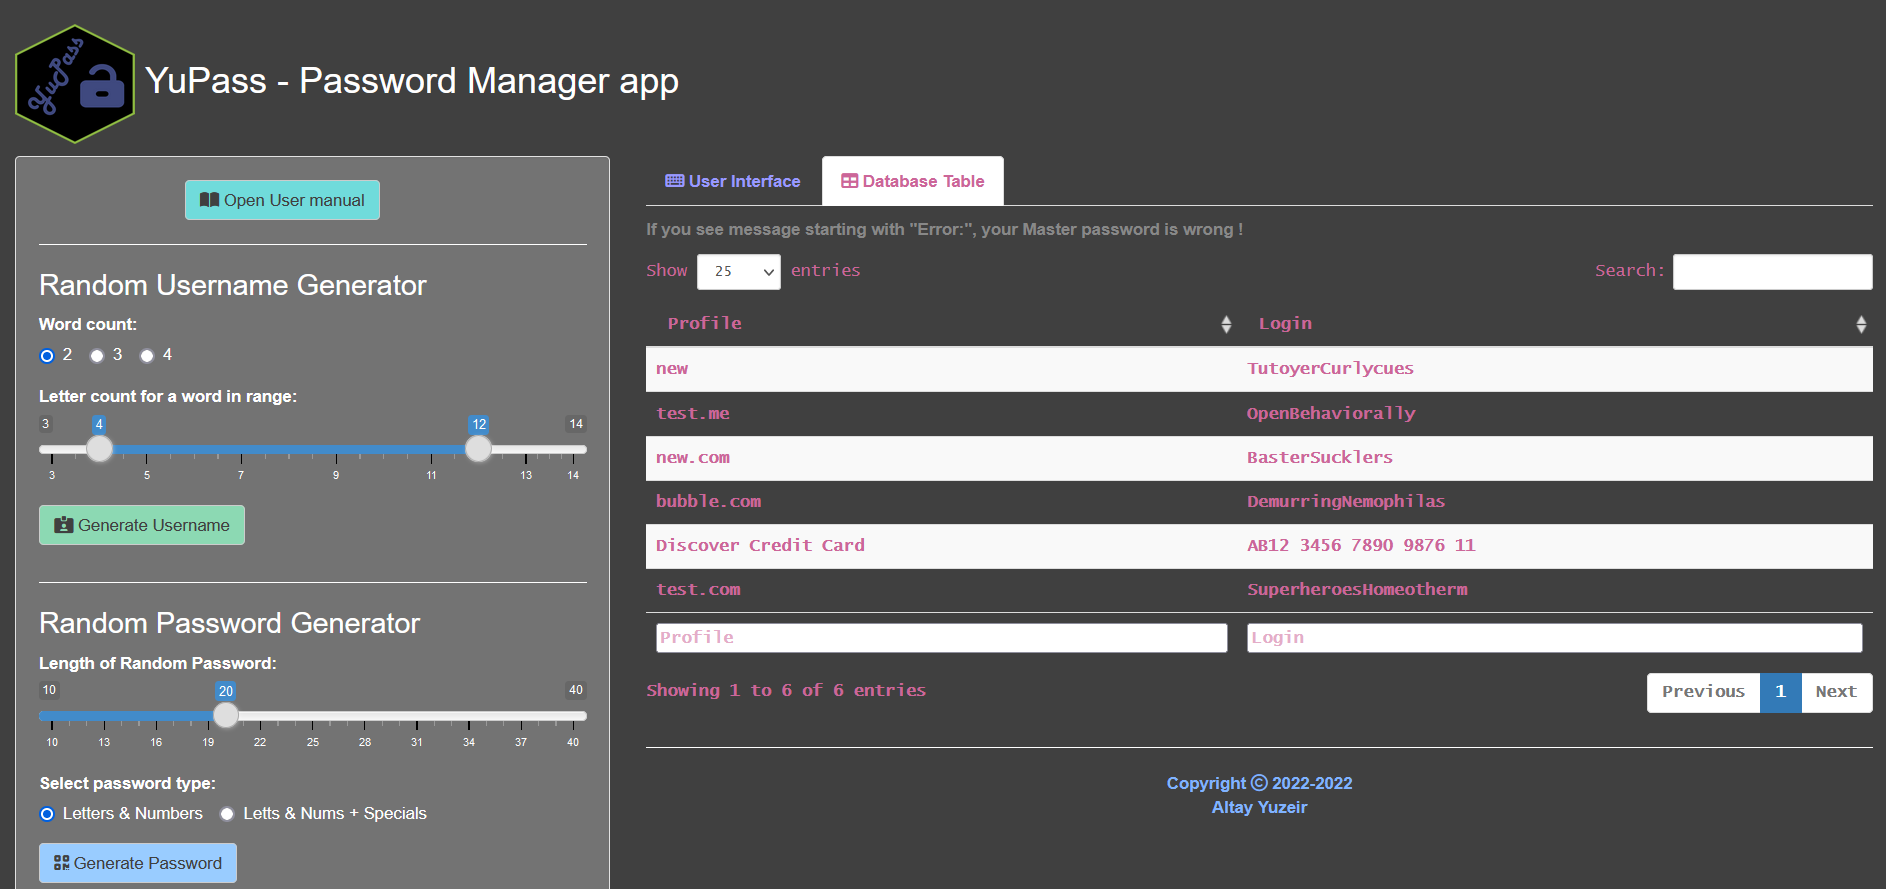 YuPass
YuPass - Password Manager app
Open User manual
Random Username Generator
Word count:
2 3 4
Letter count for a word in range:
3 4 12 14
3 5 7 9 11 13 14
Generate Username
Random Password Generator
Length of Random Password:
10 20 40
10 13 16 19 22 25 28 31 34 37 40
Select password type:
Letters & Numbers Letts & Nums + Specials
Generate Password
User Interface Database Table
If you see message starting with "Error:", your Master password is wrong !
Show 25 entries Search:
Profile Login
new TutoyerCurlycues
test.me OpenBehaviorally
new.com BasterSucklers
bubble.com DemurringNemophilas
Discover Credit Card AB12 3456 7890 9876 11
test.com SuperheroesHomeotherm
Profile Login
Showing 1 to 6 of 6 entries Previous 1 Next
Copyright © 2022-2022
Altay Yuzeir